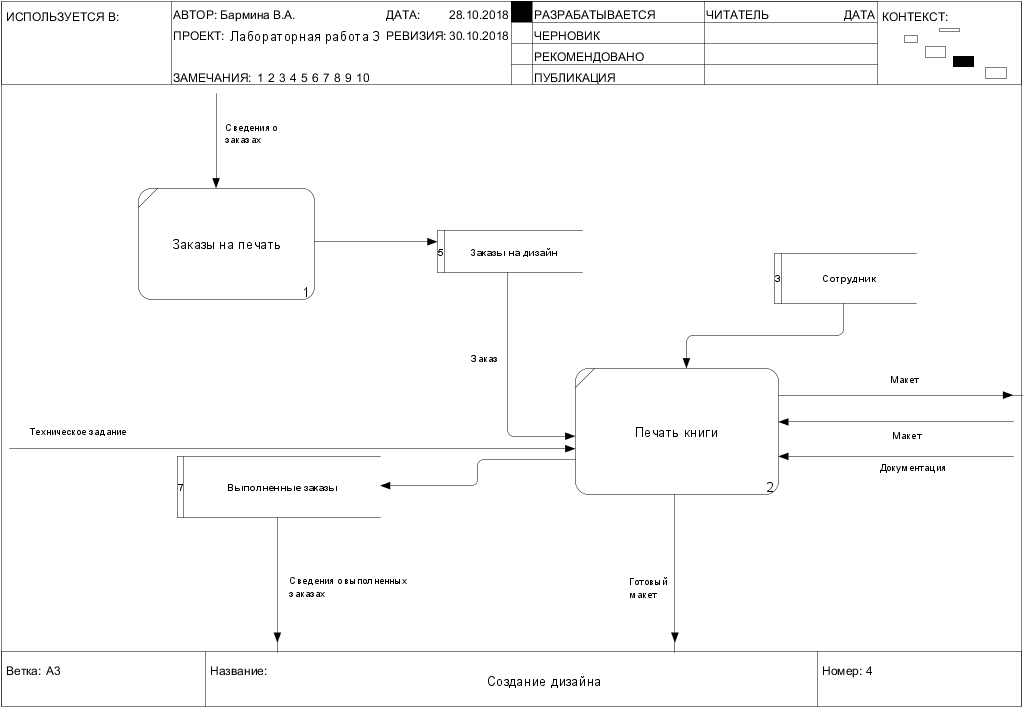 ИСПОЛЬЗУЕТСЯ В:
АВТОР: Бармина В.А.
ДАТА: 28.10.2018
РАЗРАБАТЫВАЕТСЯ
ЧИТАТЕЛЬ
ДАТА
КОНТЕКСТ:
ПРОЕКТ: Лабораторная работа 3
РЕВИЗИЯ: 30.10.2018
ЧЕРНОВИК
РЕКОМЕНДОВАНО
ЗАМЕЧАНИЯ: 1 2 3 4 5 6 7 8 9 10
ПУБЛИКАЦИЯ
Сведения о
заказах
Заказы на печать
1
5
Заказы на дизайн
3
Сотрудник
Заказ
Макет
Техническое задание
Печать книги
2
Макет
Документация
7
Выполненные заказы
Сведения о выполненных
заказах
Готовый
макет
Ветка: A3
Название:
Создание дизайна
Номер: 4